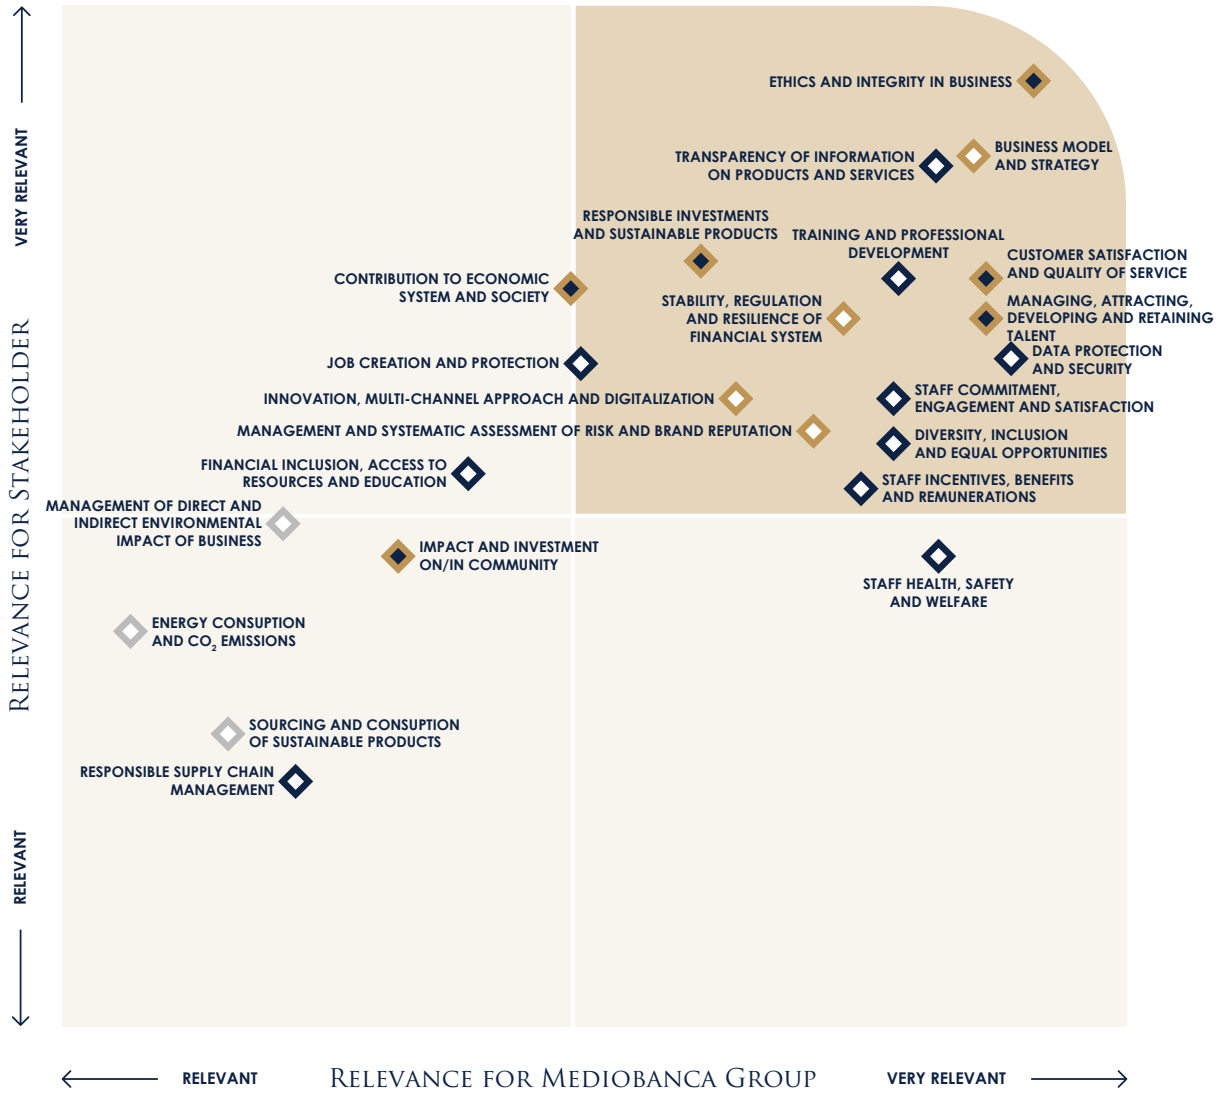 ETHICS AND INTEGRITY IN BUSINESS
BUSINESS MODEL
AND STRATEGY
TRANSPARENCY OF INFORMATION
ON PRODUCTS AND SERVICES
VERY RELEVANT
RESPONSIBLE INVESTMENTS
AND SUSTAINABLE PRODUCTS
TRAINING AND PROFESSIONAL
DEVELOPMENT
CUSTOMER SATISFACTION
AND QUALITY OF SERVICE
CONTRIBUTION TO ECONOMIC
SYSTEM AND SOCIETY
STABILITY, REGULATION
AND RESILIENCE OF
FINANCIAL SYSTEM
MANAGING, ATTRACTING,
DEVELOPING AND RETAINING
TALENT
DATA PROTECTION
AND SECURITY
JOB CREATION AND PROTECTION
INNOVATION, MULTI-CHANNEL APPROACH AND DIGITALIZATION
STAFF COMMITMENT,
ENGAGEMENT AND SATISFACTION
MANAGEMENT AND SYSTEMATIC ASSESSMENT OF RISK AND BRAND REPUTATION
DIVERSITY, INCLUSION
AND EQUAL OPPORTUNITIES
FINANCIAL INCLUSION, ACCESS TO
RESOURCES AND EDUCATION
STAFF INCENTIVES, BENEFITS
AND REMUNERATIONS
MANAGEMENT OF DIRECT AND
INDIRECT ENVIRONMENTAL
IMPACT OF BUSINESS
RELEVANCE FOR STAKEHOLDER
IMPACT AND INVESTMENT
ON/IN COMMUNITY
STAFF HEALTH, SAFETY
AND WELFARE
ENERGY CONSUPTION
AND CO₂ EMISSIONS
SOURCING AND CONSUPTION
OF SUSTAINABLE PRODUCTS
RESPONSIBLE SUPPLY CHAIN
MANAGEMENT
RELEVANT
RELEVANT
RELEVANCE FOR MEDIOBANCA GROUP
VERY RELEVANT